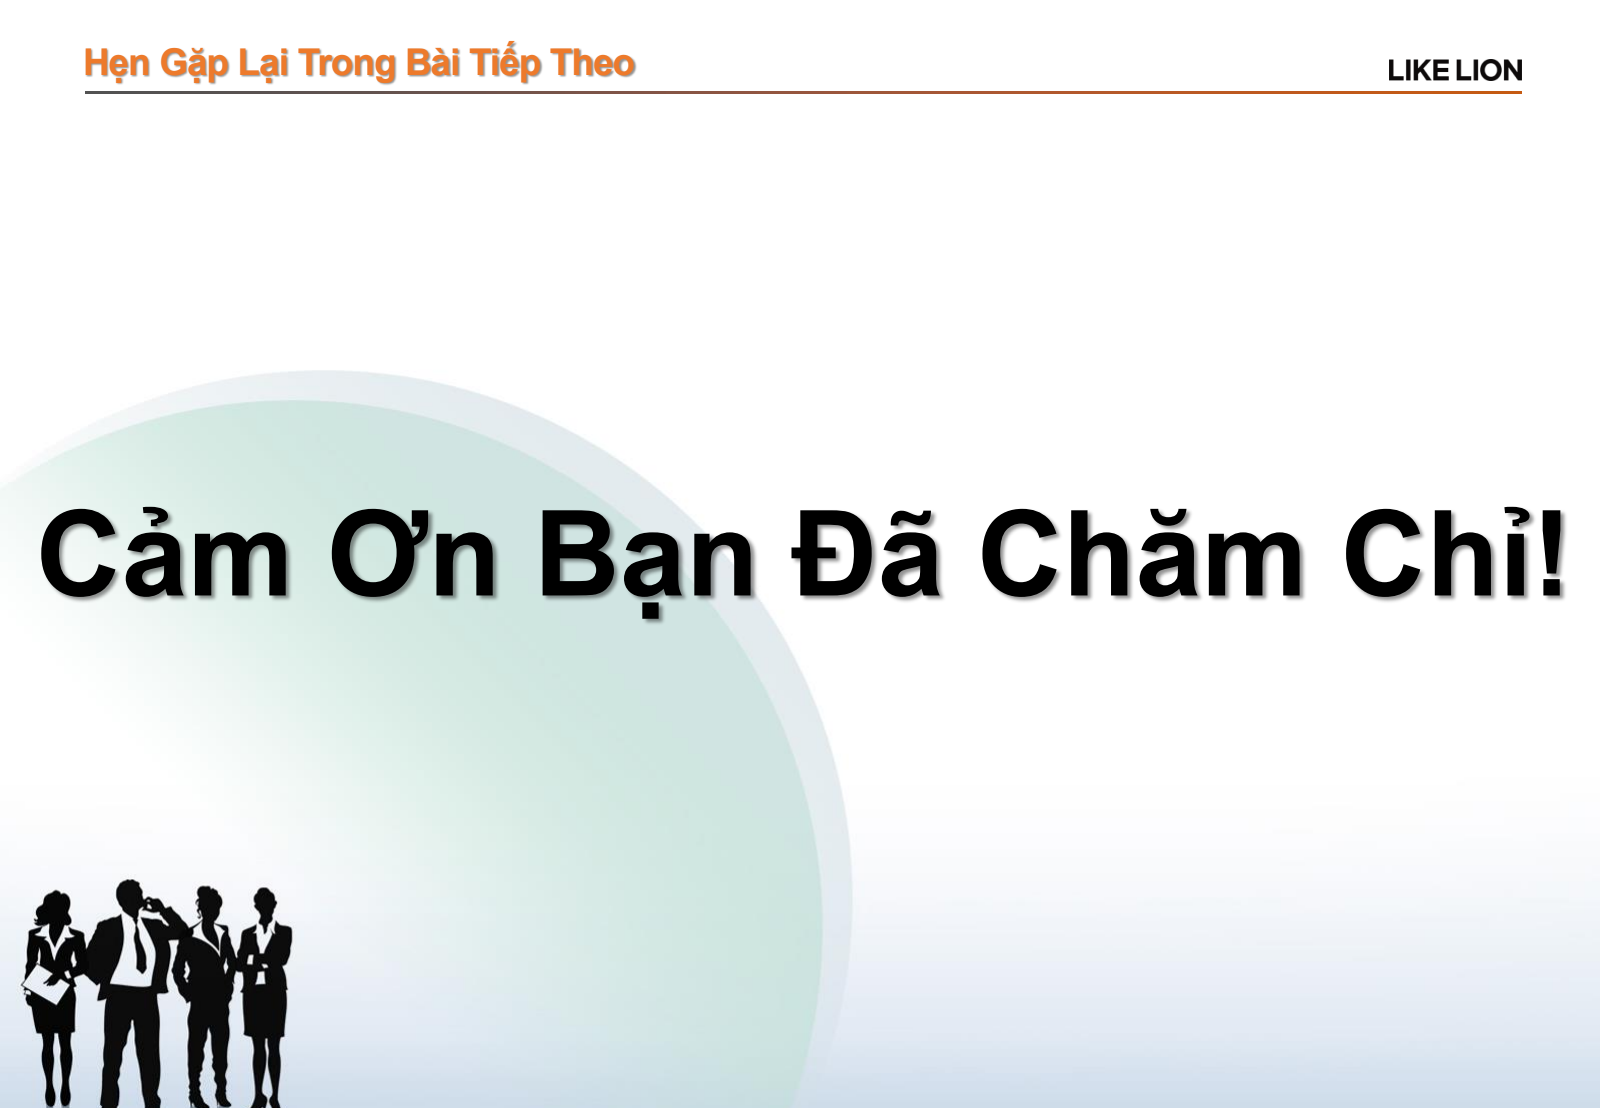 Hẹn Gặp Lại Trong Bài Tiếp Theo
LIKE LION
Cảm Ơn Bạn Đã Chăm Chỉ!